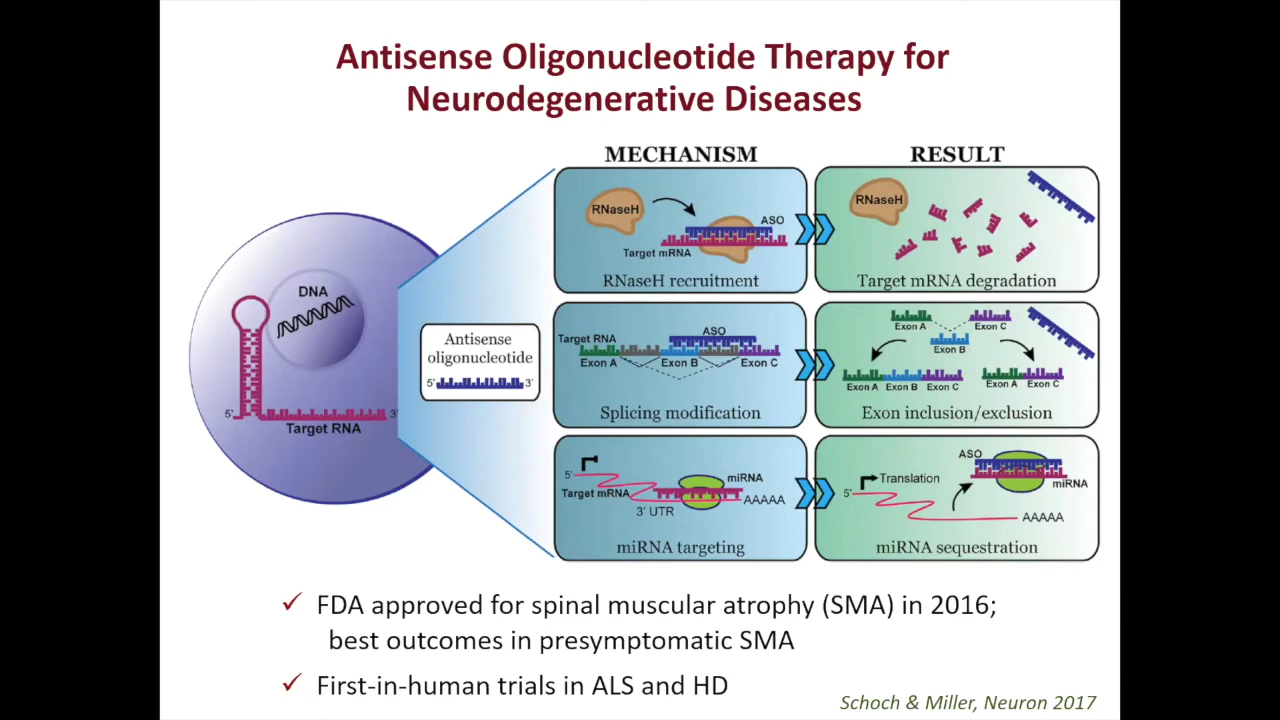 Antisense Oligonucleotide Therapy for
Neurodegenerative Diseases
MECHANISM
RESULT
DNA
5'
3'
Target RNA
Antisense
oligonucleotide
5'
3'
RNaseH
ASO
Target mRNA
RNaseH recruitment
RNaseH
Target mRNA degradation
Target RNA
ASO
Exon A
Exon B
Exon C
Splicing modification
Exon A
Exon C
Exon B
Exon A
Exon B
Exon C
Exon A
Exon C
Exon inclusion/exclusion
5'
miRNA
Target mRNA
AAAAA
3' UTR
miRNA targeting
ASO
Translation
miRNA
5'
AAAAA
miRNA sequestration
✓ FDA approved for spinal muscular atrophy (SMA) in 2016;
best outcomes in presymptomatic SMA
✓ First-in-human trials in ALS and HD
Schoch & Miller, Neuron 2017